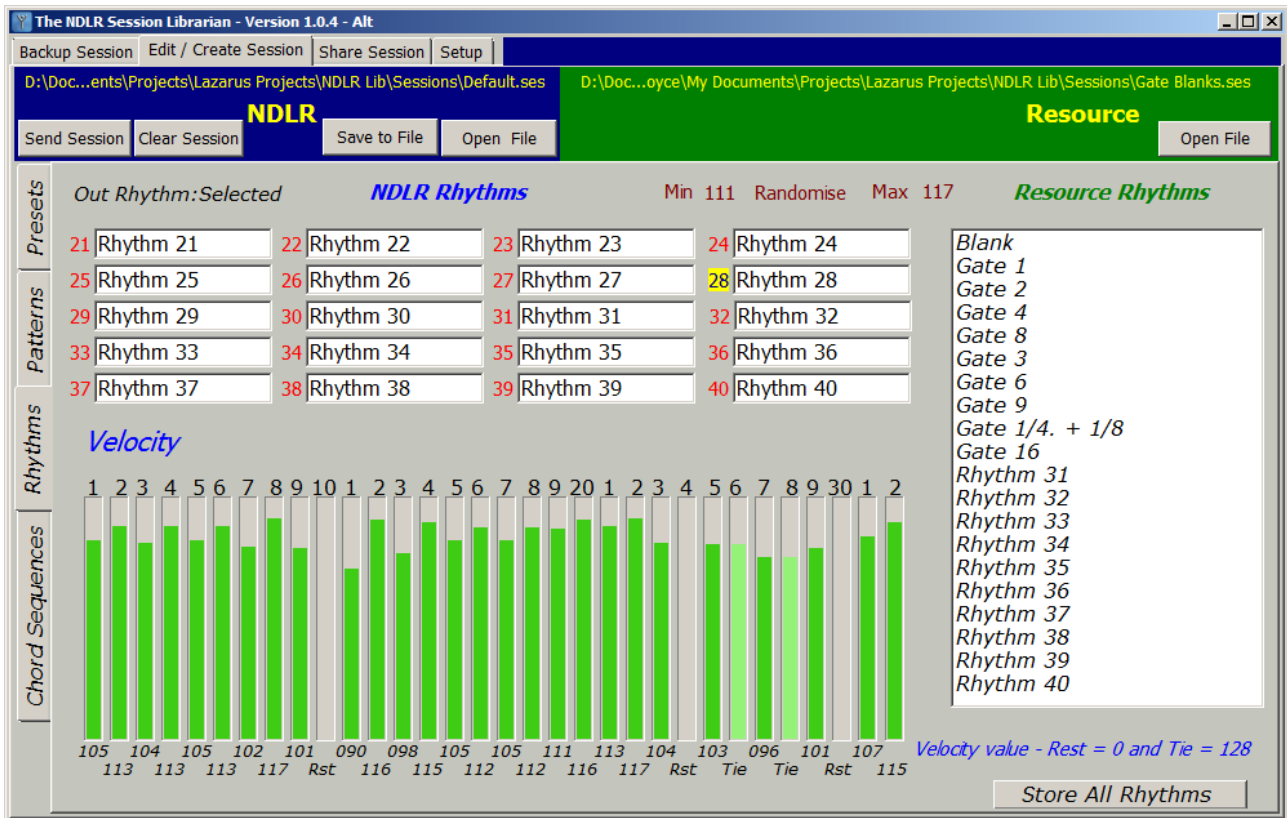 The NDLR Session Librarian - Version 1.0.4 - Alt
Backup Session Edit / Create Session Share Session Setup
D:\Doc...ents\Projects\Lazarus Projects\NDLR Lib\Sessions\Default.ses
NDLR
Send Session Clear Session Save to File Open File
D:\Doc...oyce\My Documents\Projects\Lazarus Projects\NDLR Lib\Sessions\Gate Blanks.ses
Resource
Open File
Presets
Patterns
Rhythms
Chord Sequences
Out Rhythm:Selected NDLR Rhythms Min 111 Randomise Max 117 Resource Rhythms
21 Rhythm 21 22 Rhythm 22 23 Rhythm 23 24 Rhythm 24
25 Rhythm 25 26 Rhythm 26 27 Rhythm 27 28 Rhythm 28
29 Rhythm 29 30 Rhythm 30 31 Rhythm 31 32 Rhythm 32
33 Rhythm 33 34 Rhythm 34 35 Rhythm 35 36 Rhythm 36
37 Rhythm 37 38 Rhythm 38 39 Rhythm 39 40 Rhythm 40
Velocity
1 2 3 4 5 6 7 8 9 10 1 2 3 4 5 6 7 8 9 20 1 2 3 4 5 6 7 8 9 30 1 2
105 104 105 102 101 090 098 105 105 111 113 104 103 096 101 107
113 113 113 117 Rst 116 115 112 112 116 117 Rst Tie Tie Rst 115
Blank
Gate 1
Gate 2
Gate 4
Gate 8
Gate 3
Gate 6
Gate 9
Gate 1/4. + 1/8
Gate 16
Rhythm 31
Rhythm 32
Rhythm 33
Rhythm 34
Rhythm 35
Rhythm 36
Rhythm 37
Rhythm 38
Rhythm 39
Rhythm 40
Velocity value - Rest = 0 and Tie = 128
Store All Rhythms